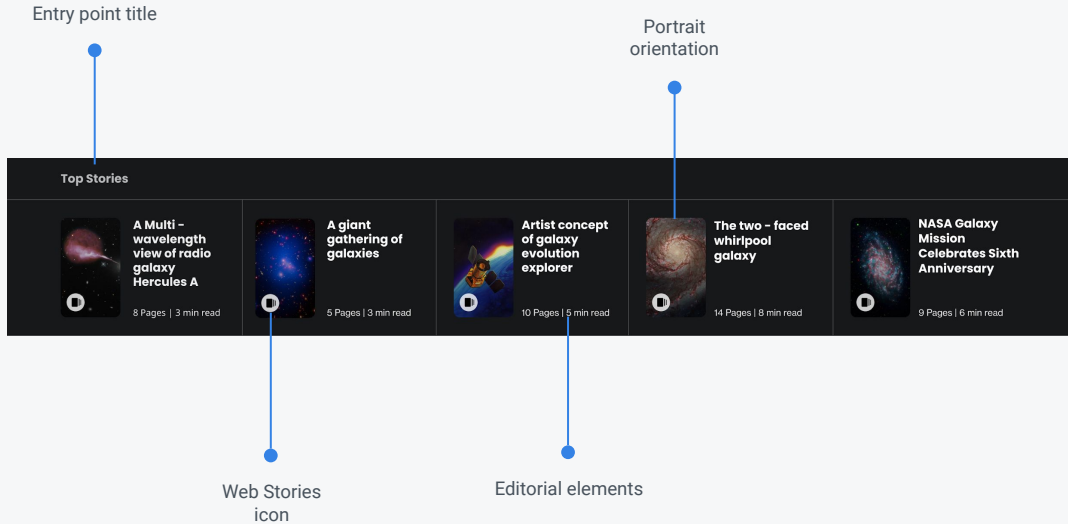 Entry point title
Portrait
orientation
Top Stories
A Multi -
wavelength
view of radio
galaxy
Hercules A
8 Pages | 3 min read
A giant
gathering of
galaxies
5 Pages | 3 min read
Artist concept
of galaxy
evolution
explorer
10 Pages | 5 min read
The two - faced
whirlpool
galaxy
14 Pages | 8 min read
NASA Galaxy
Mission
Celebrates Sixth
Anniversary
9 Pages | 6 min read
Web Stories
icon
Editorial elements